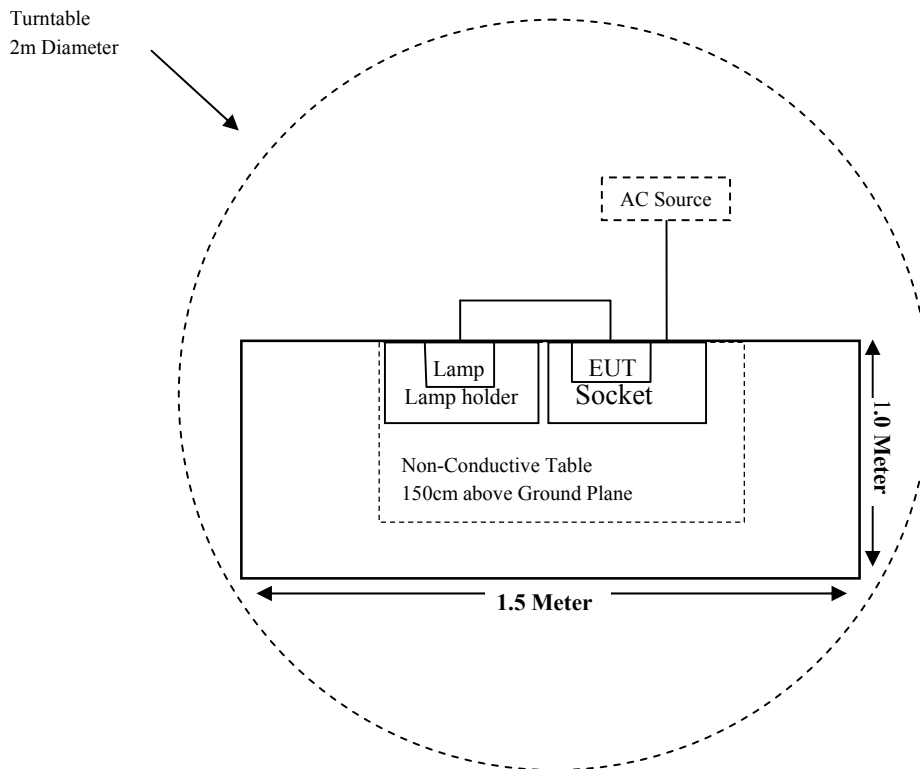 Turntable
2m Diameter
AC Source
Lamp
Lamp holder
EUT
Socket
Non-Conductive Table
150cm above Ground Plane
1.0 Meter
1.5 Meter